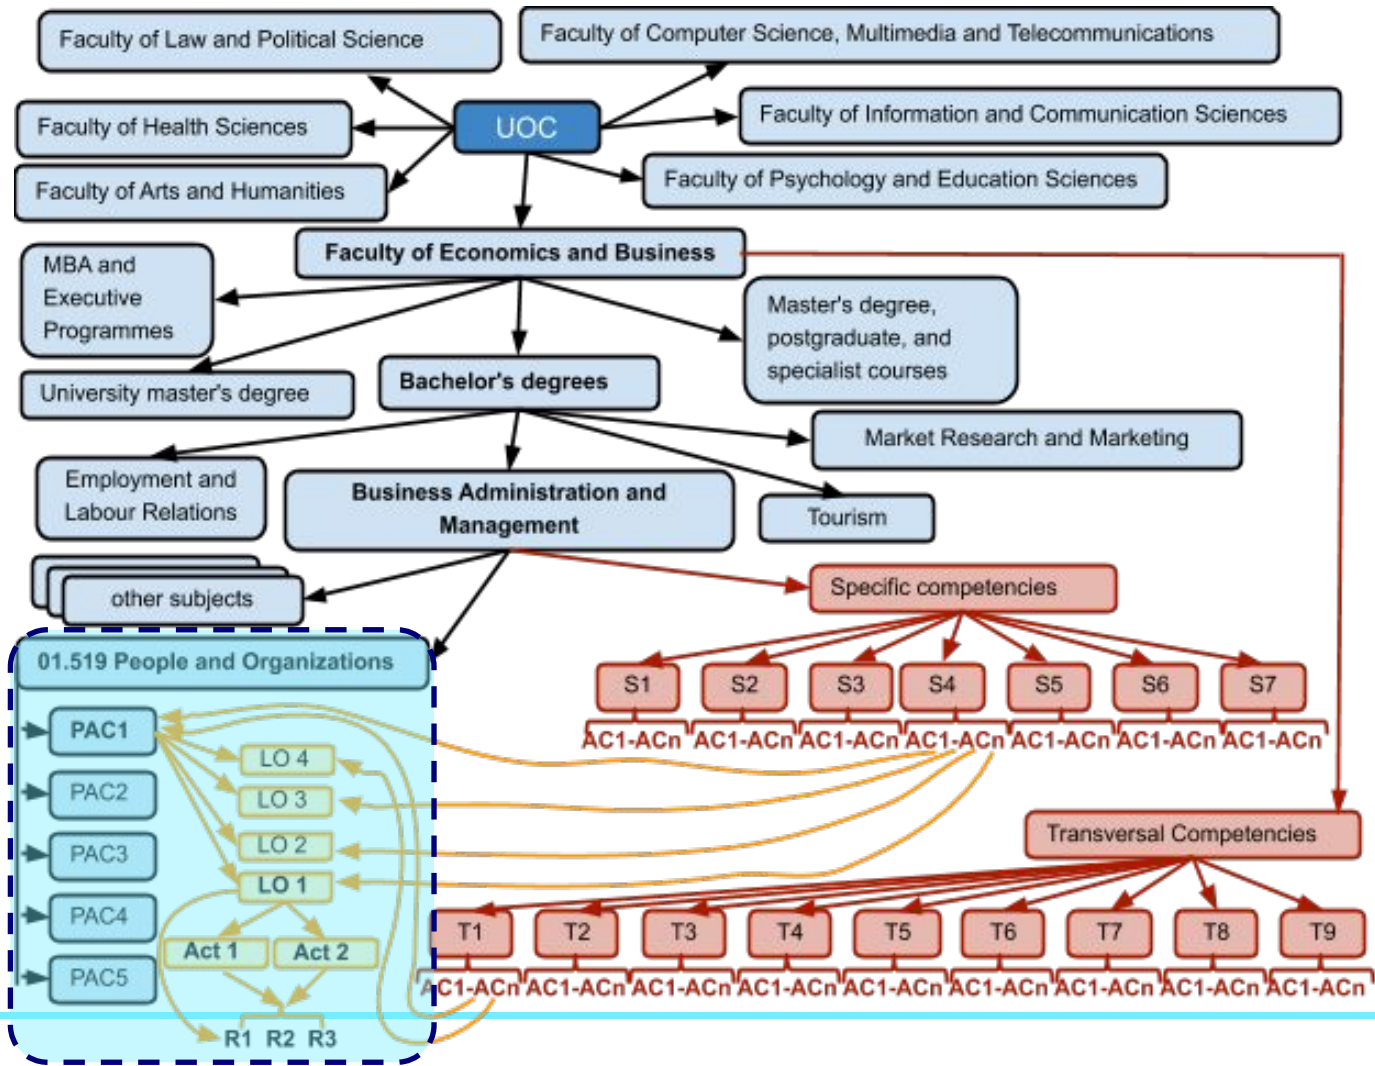 Faculty of Law and Political Science
Faculty of Computer Science, Multimedia and Telecommunications
Faculty of Health Sciences
UOC
Faculty of Information and Communication Sciences
Faculty of Arts and Humanities
Faculty of Psychology and Education Sciences
Faculty of Economics and Business
MBA and
Executive
Programmes
Master's degree,
postgraduate, and
specialist courses
University master's degree
Bachelor's degrees
Market Research and Marketing
Employment and
Labour Relations
Business Administration and
Management
Tourism
other subjects
Specific competencies
01.519 People and Organizations
S1 S2 S3 S4 S5 S6 S7
AC1-ACn AC1-ACn AC1-ACn AC1-ACn AC1-ACn AC1-ACn AC1-ACn
PAC1
LO 4
PAC2
LO 3
LO 2
PAC3
LO 1
PAC4
Act 1 Act 2
PAC5
R1 R2 R3
Transversal Competencies
T1 T2 T3 T4 T5 T6 T7 T8 T9
AC1-ACn AC1-ACn AC1-ACn AC1-ACn AC1-ACn AC1-ACn AC1-ACn AC1-ACn AC1-ACn